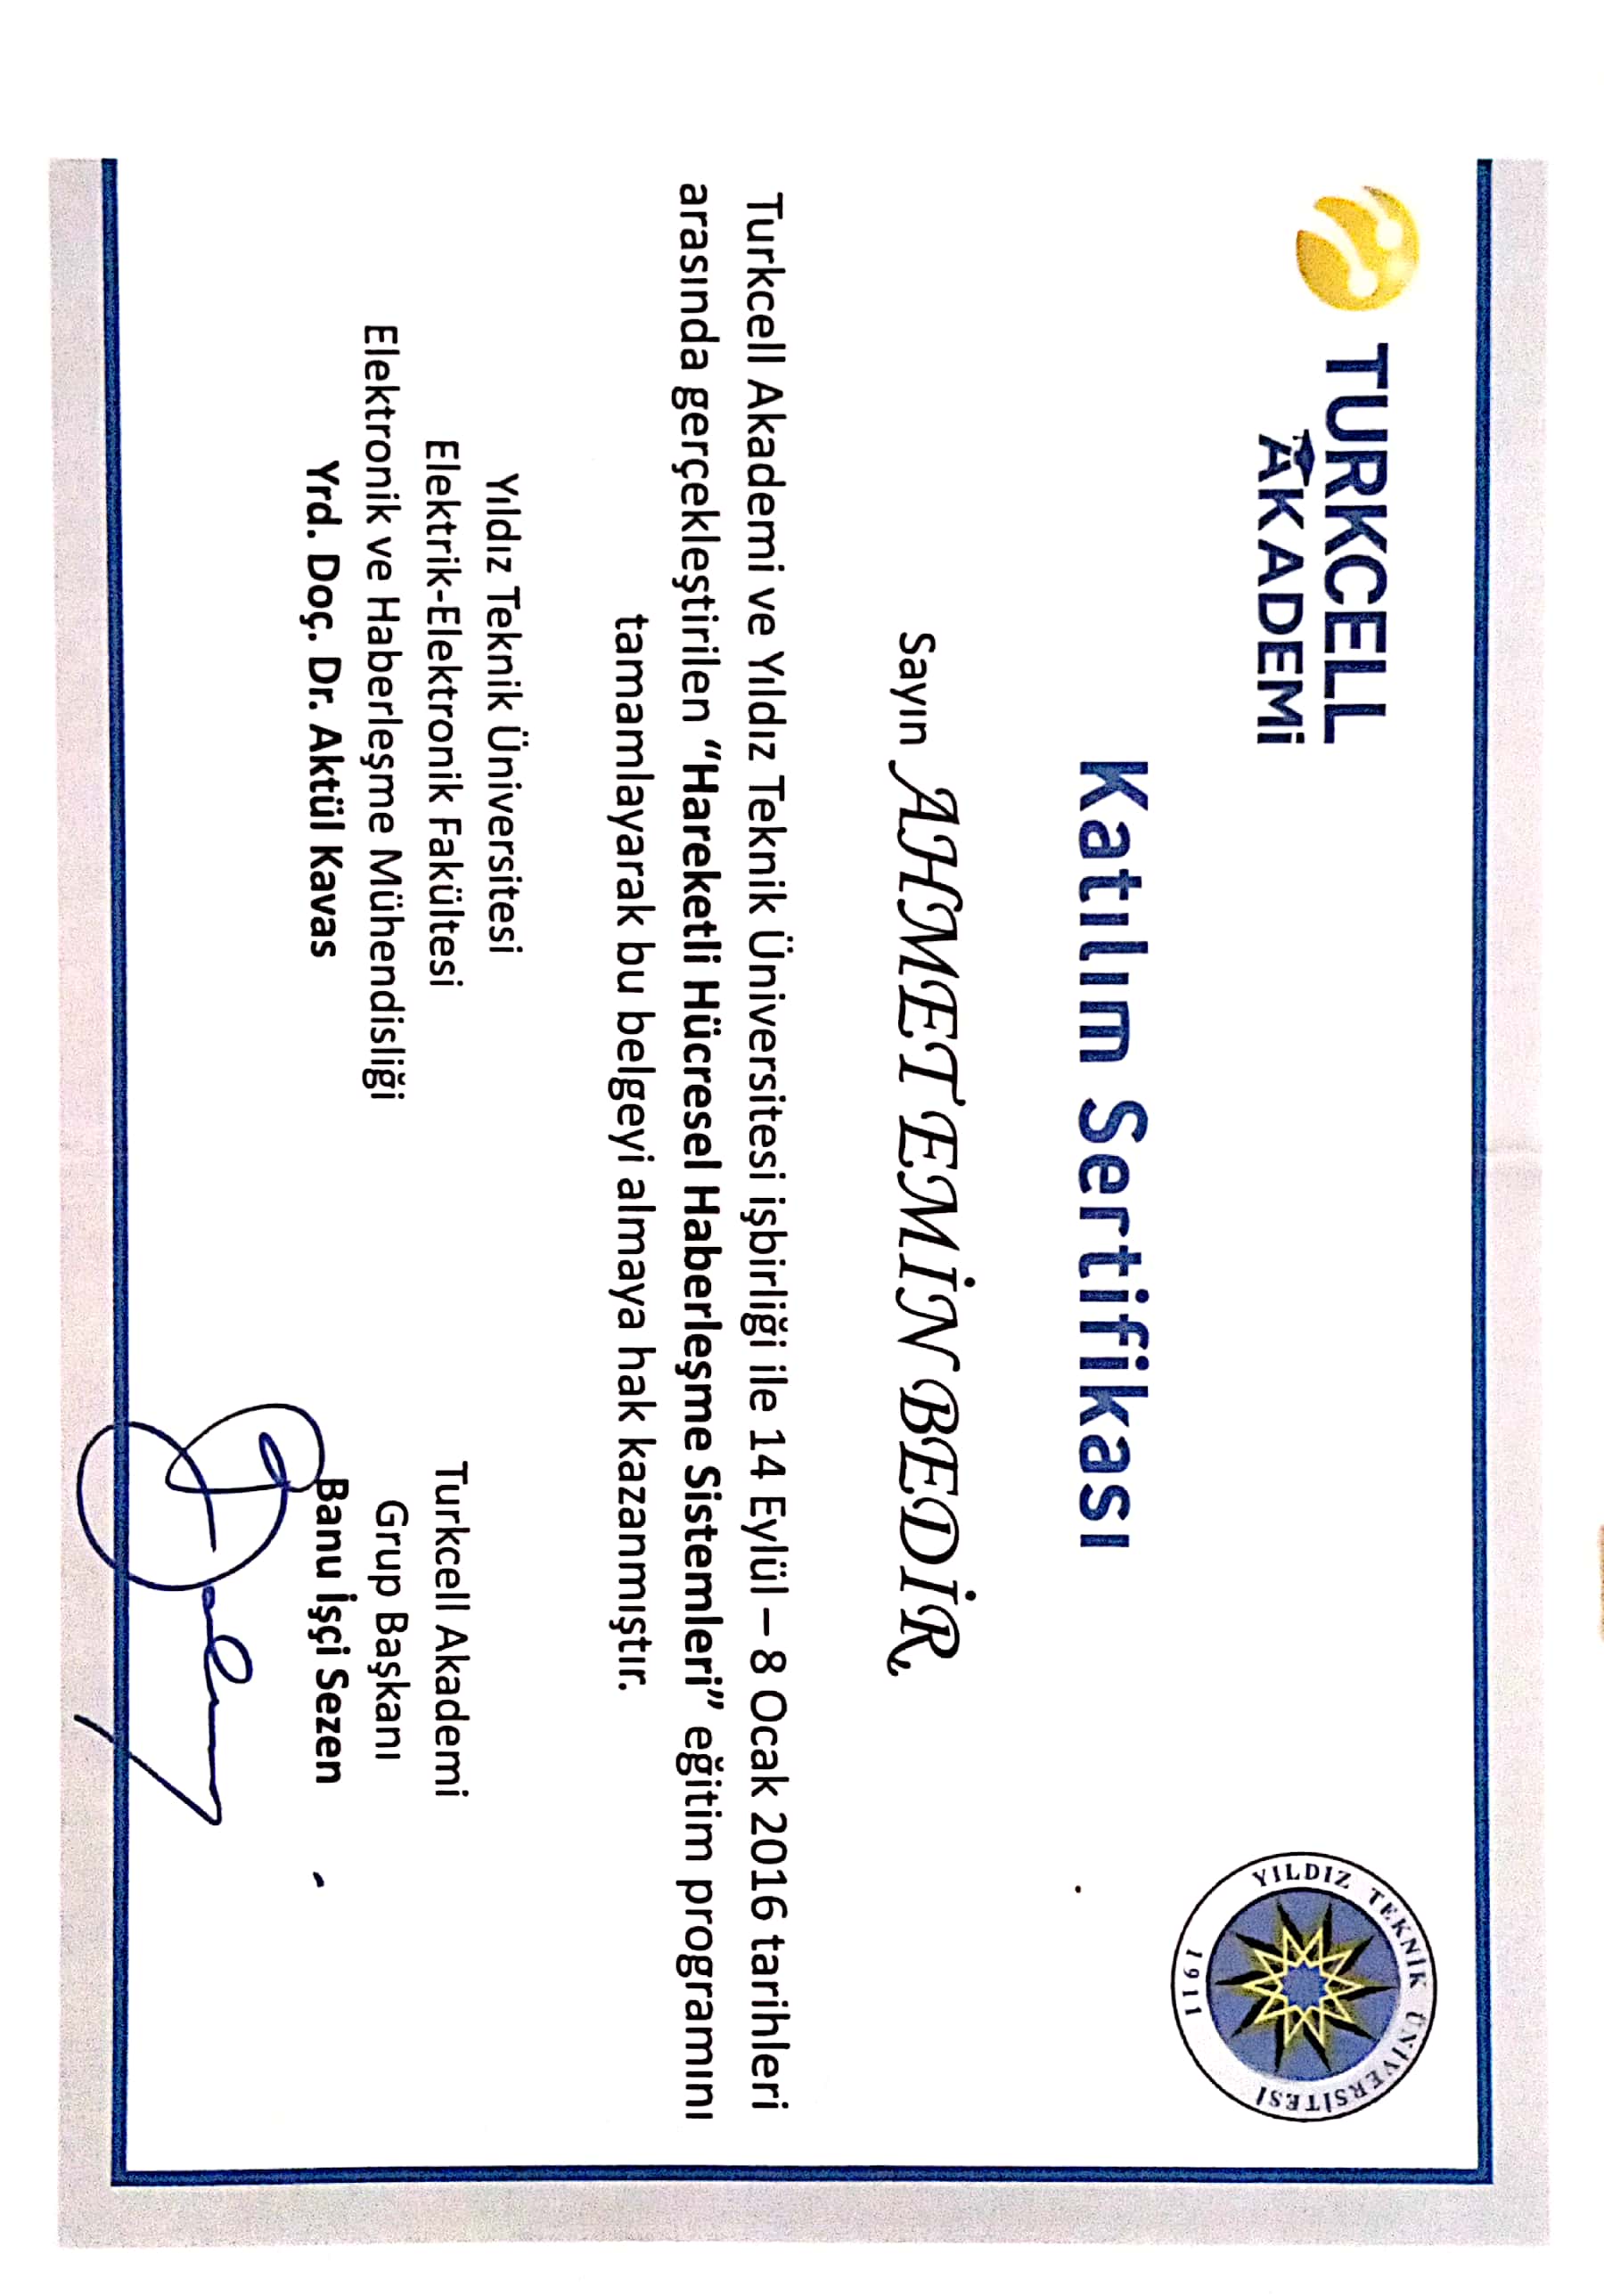 TURKCELL
AKADEMİ
YILDIZ TEKNİK ÜNİVERSİTESİ
1911
Katılım Sertifikası
Sayın AHMET EMİN BEDİR,
Turkcell Akademi ve Yıldız Teknik Üniversitesi işbirliği ile 14 Eylül – 8 Ocak 2016 tarihleri
arasında gerçekleştirilen “Hareketli Hücresel Haberleşme Sistemleri” eğitim programını
tamamlayarak bu belgeyi almaya hak kazanmıştır.
Yıldız Teknik Üniversitesi
Elektrik-Elektronik Fakültesi
Elektronik ve Haberleşme Mühendisliği
Yrd. Doç. Dr. Aktül Kavas
Turkcell Akademi
Grup Başkanı
Banu İşçi Sezen